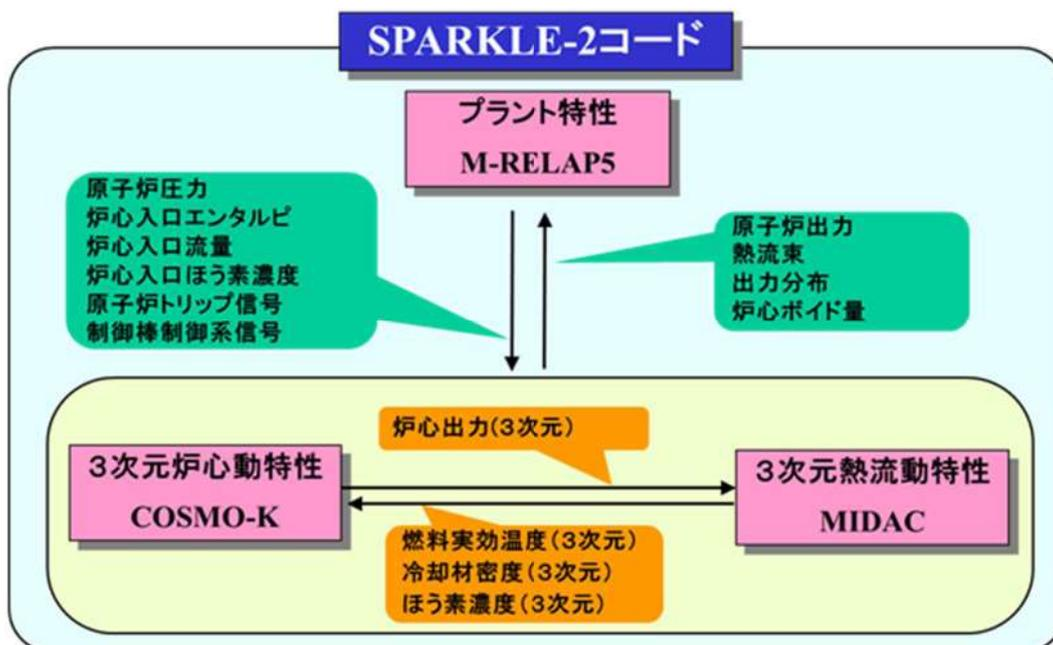 SPARKLE-2コード
プラント特性
M-RELAP5
原子炉圧力
炉心入口エンタルピ
炉心入口流量
炉心入口ほう素濃度
原子炉トリップ信号
制御棒制御系信号
原子炉出力
熱流束
出力分布
炉心ボイド量
炉心出力(3次元)
3次元炉心動特性
COSMO-K
3次元熱流動特性
MIDAC
燃料実効温度(3次元)
冷却材密度(3次元)
ほう素濃度(3次元)